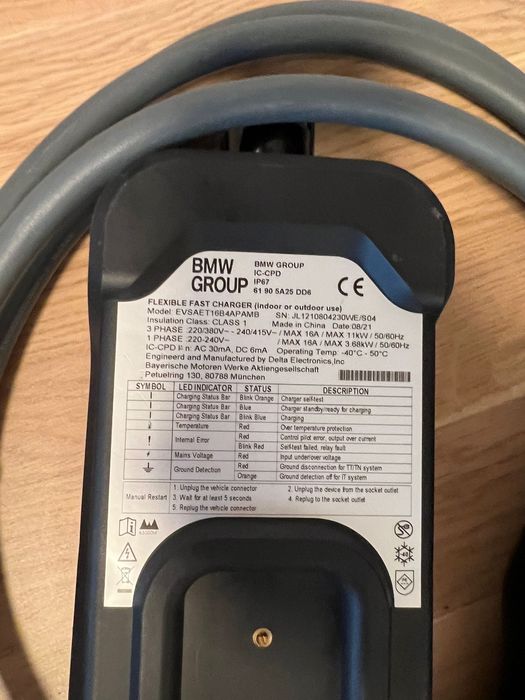 BMW
GROUP
BMW GROUP
IC-CPD
IP67
61 90 5A25 DD6
CE
FLEXIBLE FAST CHARGER (indoor or outdoor use)
Model: EVSAET16B4APAMB SN: JL1210804230WE/S04
Insulation Class: CLASS 1 Made in China Date:08/21
3 PHASE :220/380V~ - 240/415V~ / MAX 16A / MAX 11kW / 50/60Hz
1 PHASE :220-240V~ / MAX 16A / MAX 3.68kW / 50/60Hz
IC-CPD I∆n: AC 30mA, DC 6mA Operating Temp: -40°C - 50°C
Engineerd and Manufactured by Delta Electronics,Inc
Bayerische Motoren Werke Aktiengesellschaft
Petuelring 130, 80788 München
SYMBOL LED INDICATOR STATUS DESCRIPTION
Charging Status Bar Blink Orange Charger self-test
Charging Status Bar Blue Charger standby/ready for charging
Charging Status Bar Blink Blue Charging
Temperature Red Over temperature protection
! Internal Error Red Control pilot error, output over current
Blink Red Self-test failed, relay fault
Mains Voltage Red Input under/over voltage
Ground Detection Red Ground disconnection for TT/TN system
Orange Ground detection off for IT system
Manual Restart
1. Unplug the vehicle connector 2. Unplug the device from the socket outlet
3. Wait for at least 5 seconds 4. Replug to the socket outlet
5. Replug the vehicle connector